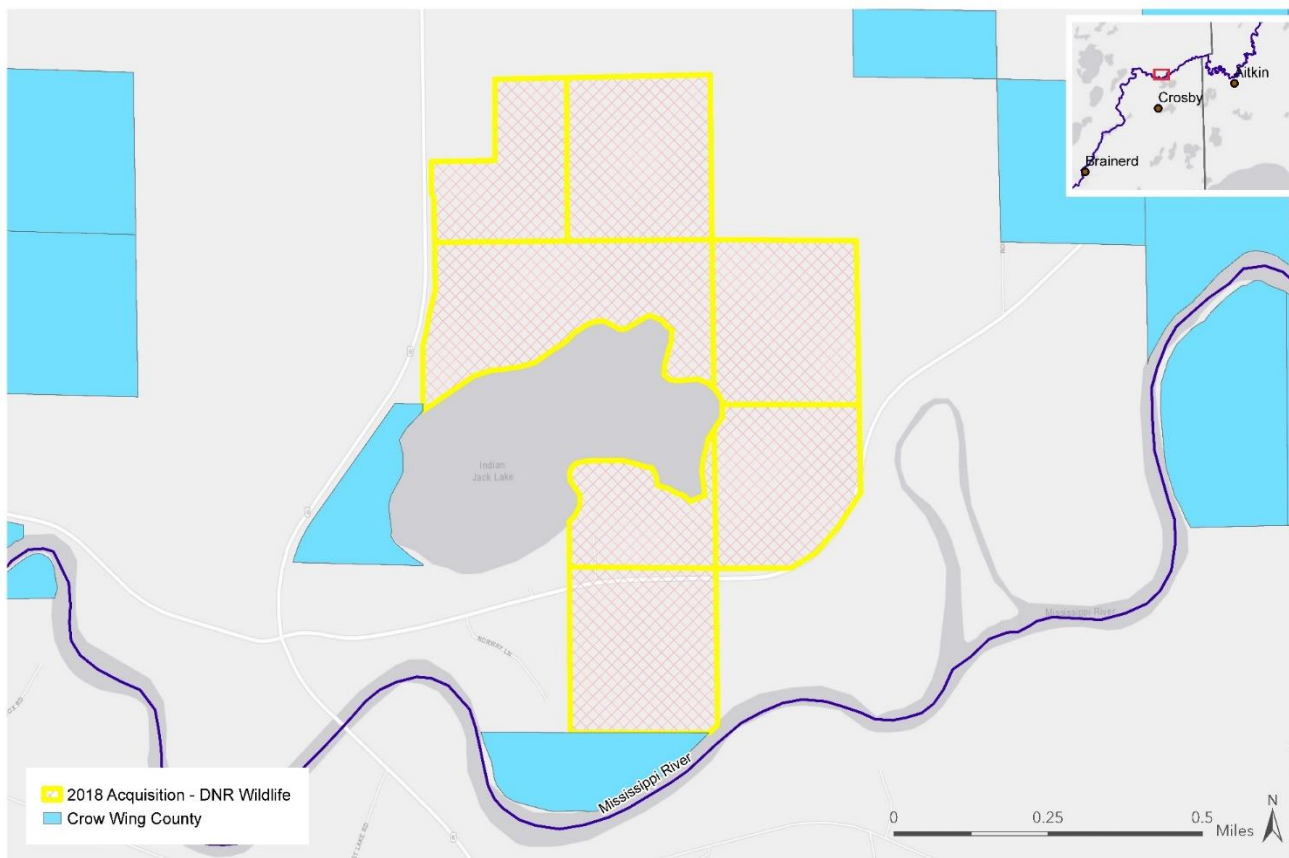 Aitkin
Crosby
Brainerd
Indian
Jack Lake
Mississippi River
NORWAY LN
Mississippi River
2018 Acquisition - DNR Wildlife
Crow Wing County
0
0.25
0.5
Miles
N